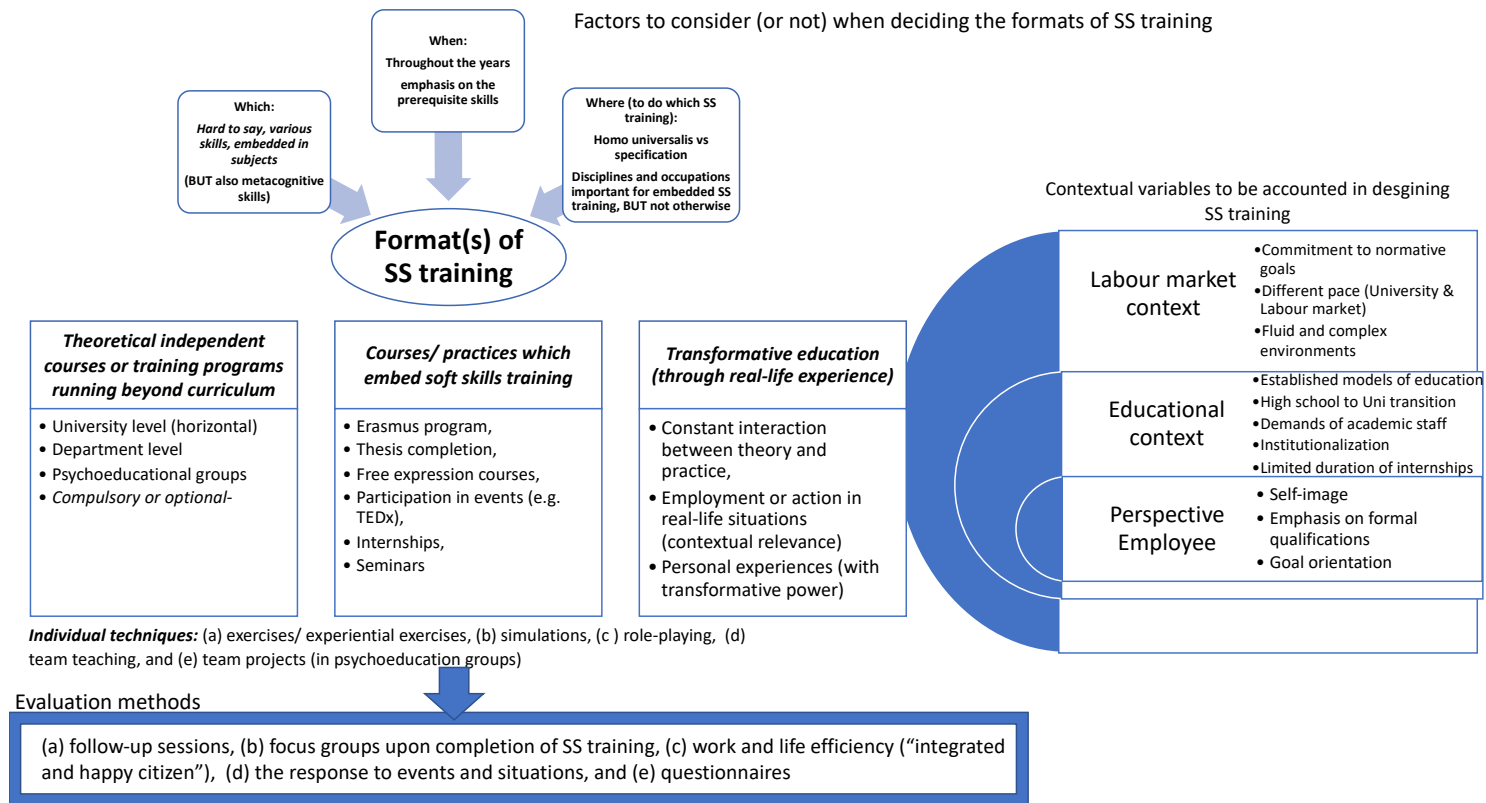 Factors to consider (or not) when deciding the formats of SS training
When:
Throughout the years
emphasis on the
prerequisite skills
Which:
Hard to say, various
skills, embedded in
subjects
(BUT also metacognitive
skills)
Where (to do which SS
training):
Homo universalis vs
specification
Disciplines and occupations
important for embedded SS
training, BUT not otherwise
Format(s) of
SS training
Theoretical independent
courses or training programs
running beyond curriculum
• University level (horizontal)
• Department level
• Psychoeducational groups
• Compulsory or optional-
Courses/ practices which
embed soft skills training
• Erasmus program,
• Thesis completion,
• Free expression courses,
• Participation in events (e.g.
TEDx),
• Internships,
• Seminars
Transformative education
(through real-life experience)
• Constant interaction
between theory and
practice,
• Employment or action in
real-life situations
(contextual relevance)
• Personal experiences (with
transformative power)
Individual techniques: (a) exercises/ experiential exercises, (b) simulations, (c ) role-playing, (d)
team teaching, and (e) team projects (in psychoeducation groups)
Evaluation methods
(a) follow-up sessions, (b) focus groups upon completion of SS training, (c) work and life efficiency (“integrated
and happy citizen”), (d) the response to events and situations, and (e) questionnaires
Contextual variables to be accounted in desgining
SS training
Labour market
context
•Commitment to normative
goals
•Different pace (University &
Labour market)
•Fluid and complex
environments
Educational
context
•Established models of education
•High school to Uni transition
•Demands of academic staff
•Institutionalization
•Limited duration of internships
Perspective
Employee
• Self-image
• Emphasis on formal
qualifications
• Goal orientation